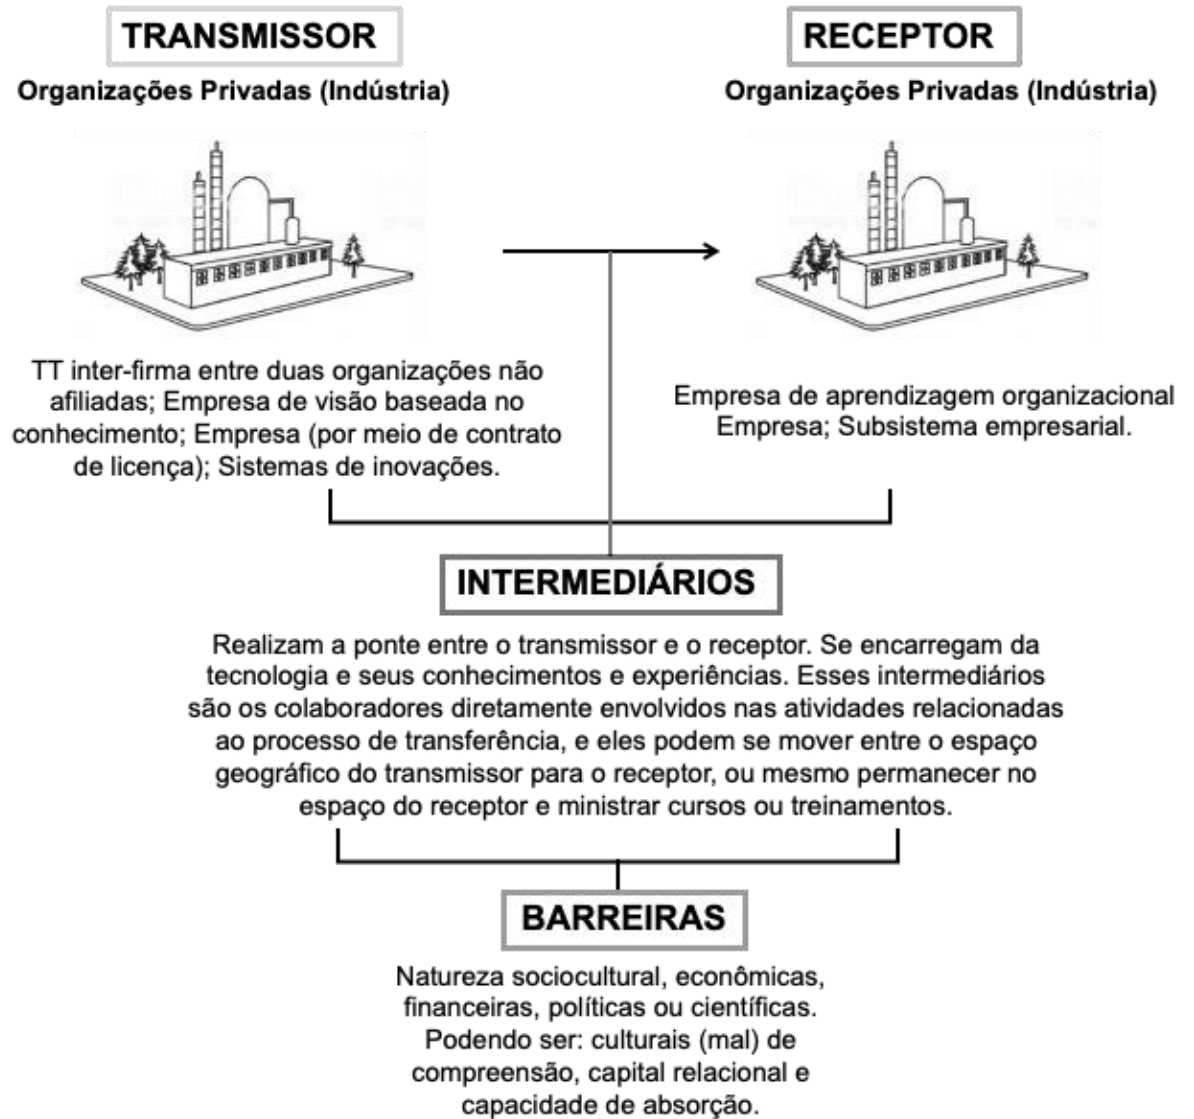 TRANSMISSOR
Organizações Privadas (Indústria)
TT inter-firma entre duas organizações não
afiliadas; Empresa de visão baseada no
conhecimento; Empresa (por meio de contrato
de licença); Sistemas de inovações.
RECEPTOR
Organizações Privadas (Indústria)
Empresa de aprendizagem organizacional
Empresa; Subsistema empresarial.
INTERMEDIÁRIOS
Realizam a ponte entre o transmissor e o receptor. Se encarregam da
tecnologia e seus conhecimentos e experiências. Esses intermediários
são os colaboradores diretamente envolvidos nas atividades relacionadas
ao processo de transferência, e eles podem se mover entre o espaço
geográfico do transmissor para o receptor, ou mesmo permanecer no
espaço do receptor e ministrar cursos ou treinamentos.
BARREIRAS
Natureza sociocultural, econômicas,
financeiras, políticas ou científicas.
Podendo ser: culturais (mal) de
compreensão, capital relacional e
capacidade de absorção.